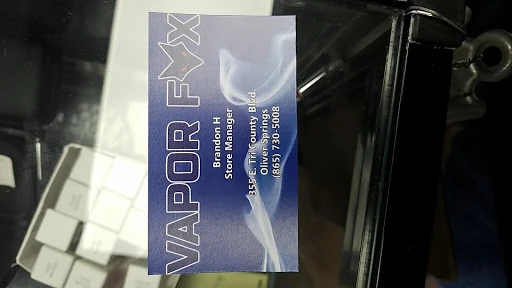 VAPOR FOX
Brandon H
Store Manager
355 E. Tri County Blvd.
Oliver Springs
(865) 730-5008